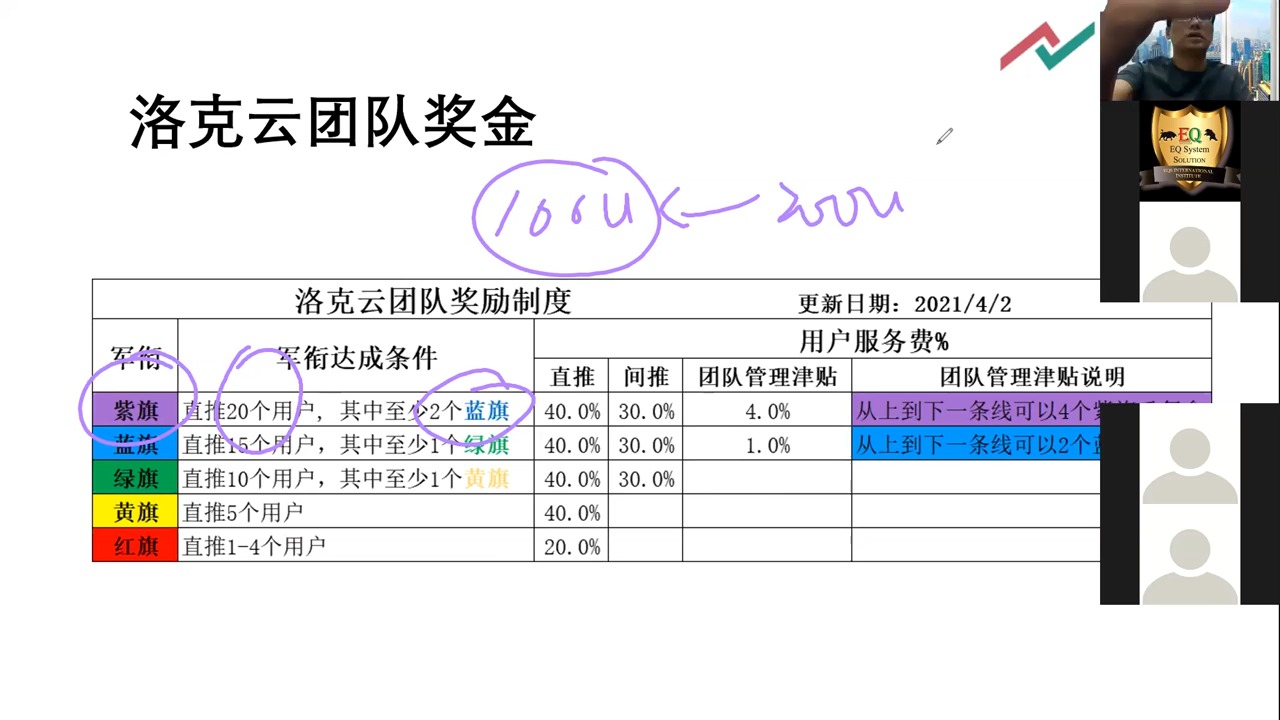 洛克云团队奖金
100U
200U
洛克云团队奖励制度 更新日期：2021/4/2
军衔 军衔达成条件 用户服务费%
直推 间推 团队管理津贴 团队管理津贴说明
紫旗 直推20个用户, 其中至少2个蓝旗 40.0% 30.0% 4.0% 从上到下一条线可以4个紫旗
蓝旗 直推15个用户，其中至少1个绿旗 40.0% 30.0% 1.0% 从上到下一条线可以2个蓝
绿旗 直推10个用户，其中至少1个黄旗 40.0% 30.0%
黄旗 直推5个用户 40.0%
红旗 直推1-4个用户 20.0%
EQ
EQ System
SOLUTION
EQS INTERNATIONAL
INSTITUTE